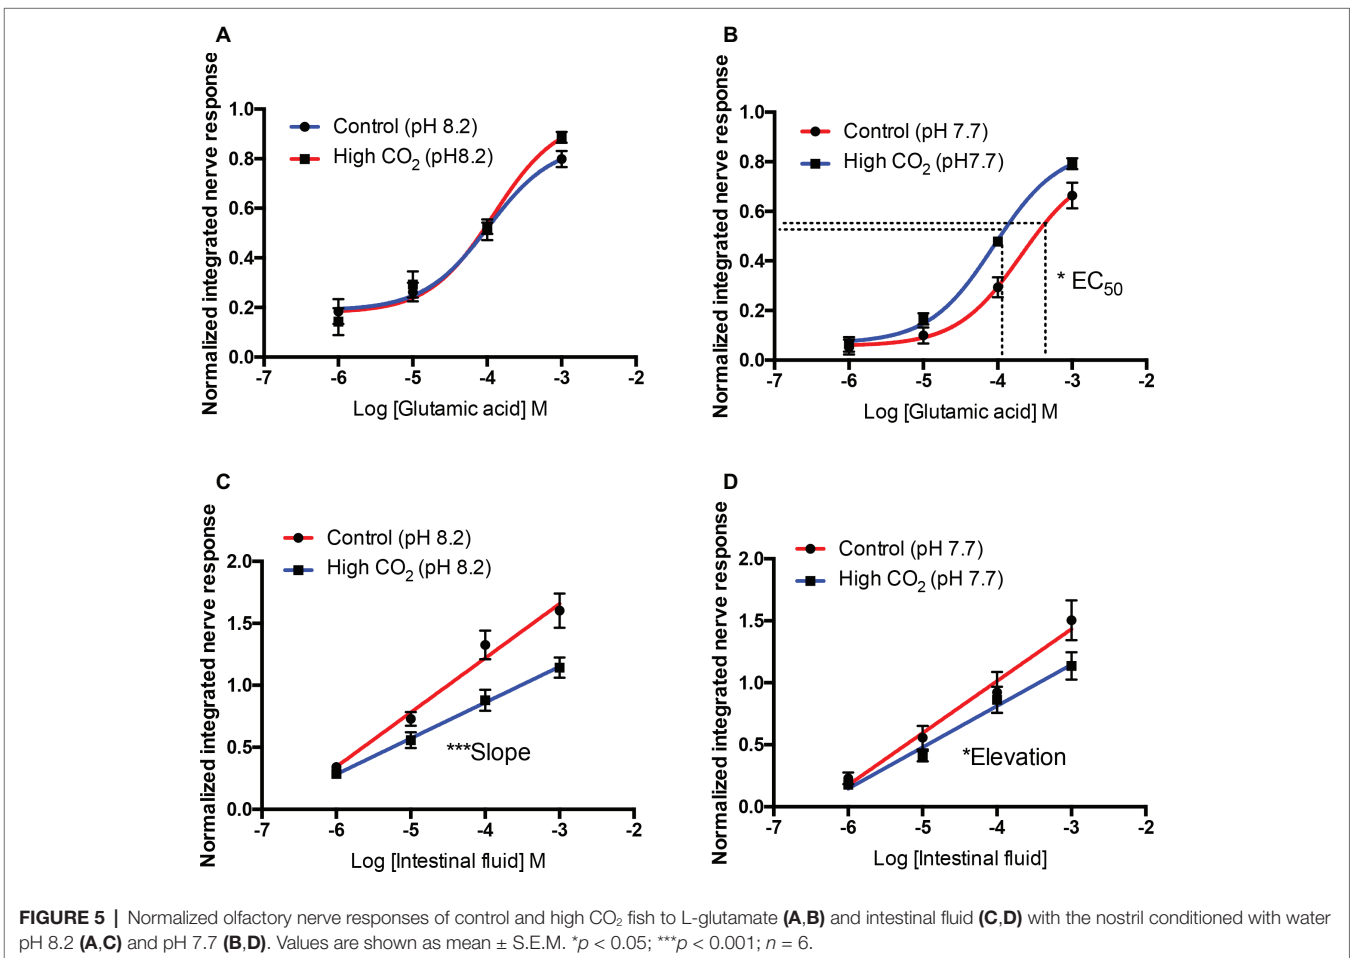 A
Normalized integrated nerve response
1.0
0.8
0.6
0.4
0.2
0.0
Control (pH 8.2)
High CO2 (pH8.2)
-7 -6 -5 -4 -3 -2
Log [Glutamic acid] M
B
Normalized integrated nerve response
1.0
0.8
0.6
0.4
0.2
0.0
Control (pH 7.7)
High CO2 (pH7.7)
* EC50
-7 -6 -5 -4 -3 -2
Log [Glutamic acid] M
C
Normalized integrated nerve response
2.0
1.5
1.0
0.5
0.0
Control (pH 8.2)
High CO2 (pH 8.2)
***Slope
-7 -6 -5 -4 -3 -2
Log [Intestinal fluid] M
D
Normalized integrated nerve response
2.0
1.5
1.0
0.5
0.0
Control (pH 7.7)
High CO2 (pH 7.7)
*Elevation
-7 -6 -5 -4 -3 -2
Log [Intestinal fluid]
FIGURE 5 | Normalized olfactory nerve responses of control and high CO2 fish to L-glutamate (A,B) and intestinal fluid (C,D) with the nostril conditioned with water
pH 8.2 (A,C) and pH 7.7 (B,D). Values are shown as mean ± S.E.M. *p < 0.05; ***p < 0.001; n = 6.